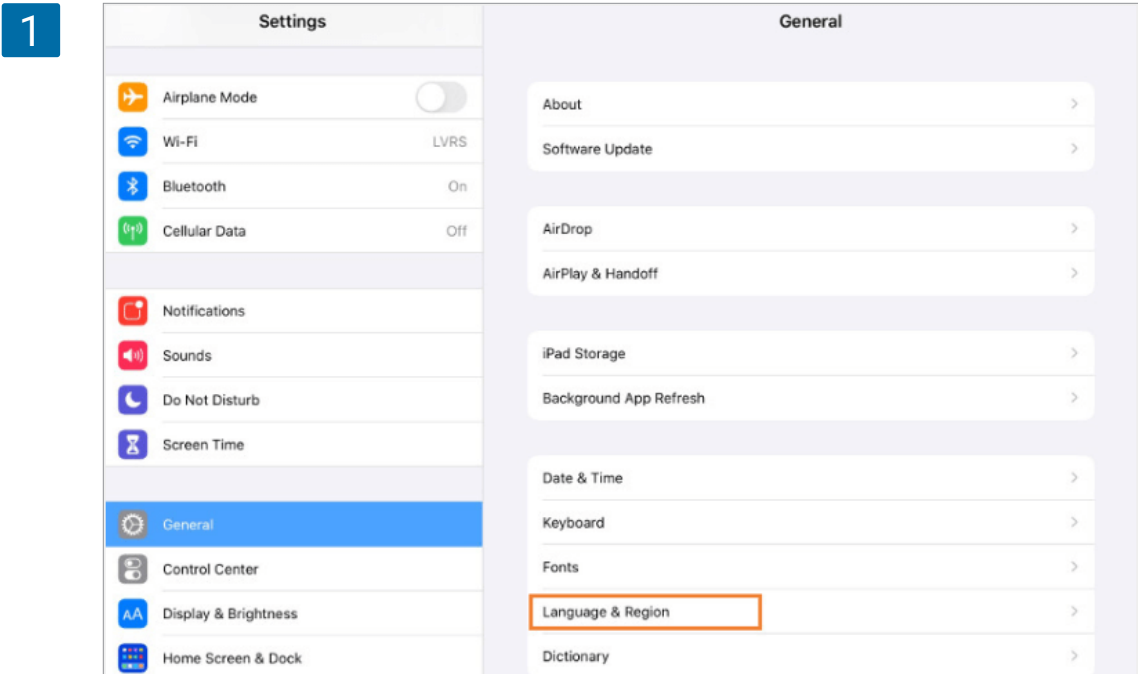 1
Settings
Airplane Mode
Wi-Fi LVRS
Bluetooth On
Cellular Data Off
Notifications
Sounds
Do Not Disturb
Screen Time
General
Control Center
AA Display & Brightness
Home Screen & Dock
General
About
Software Update
AirDrop
AirPlay & Handoff
iPad Storage
Background App Refresh
Date & Time
Keyboard
Fonts
Language & Region
Dictionary